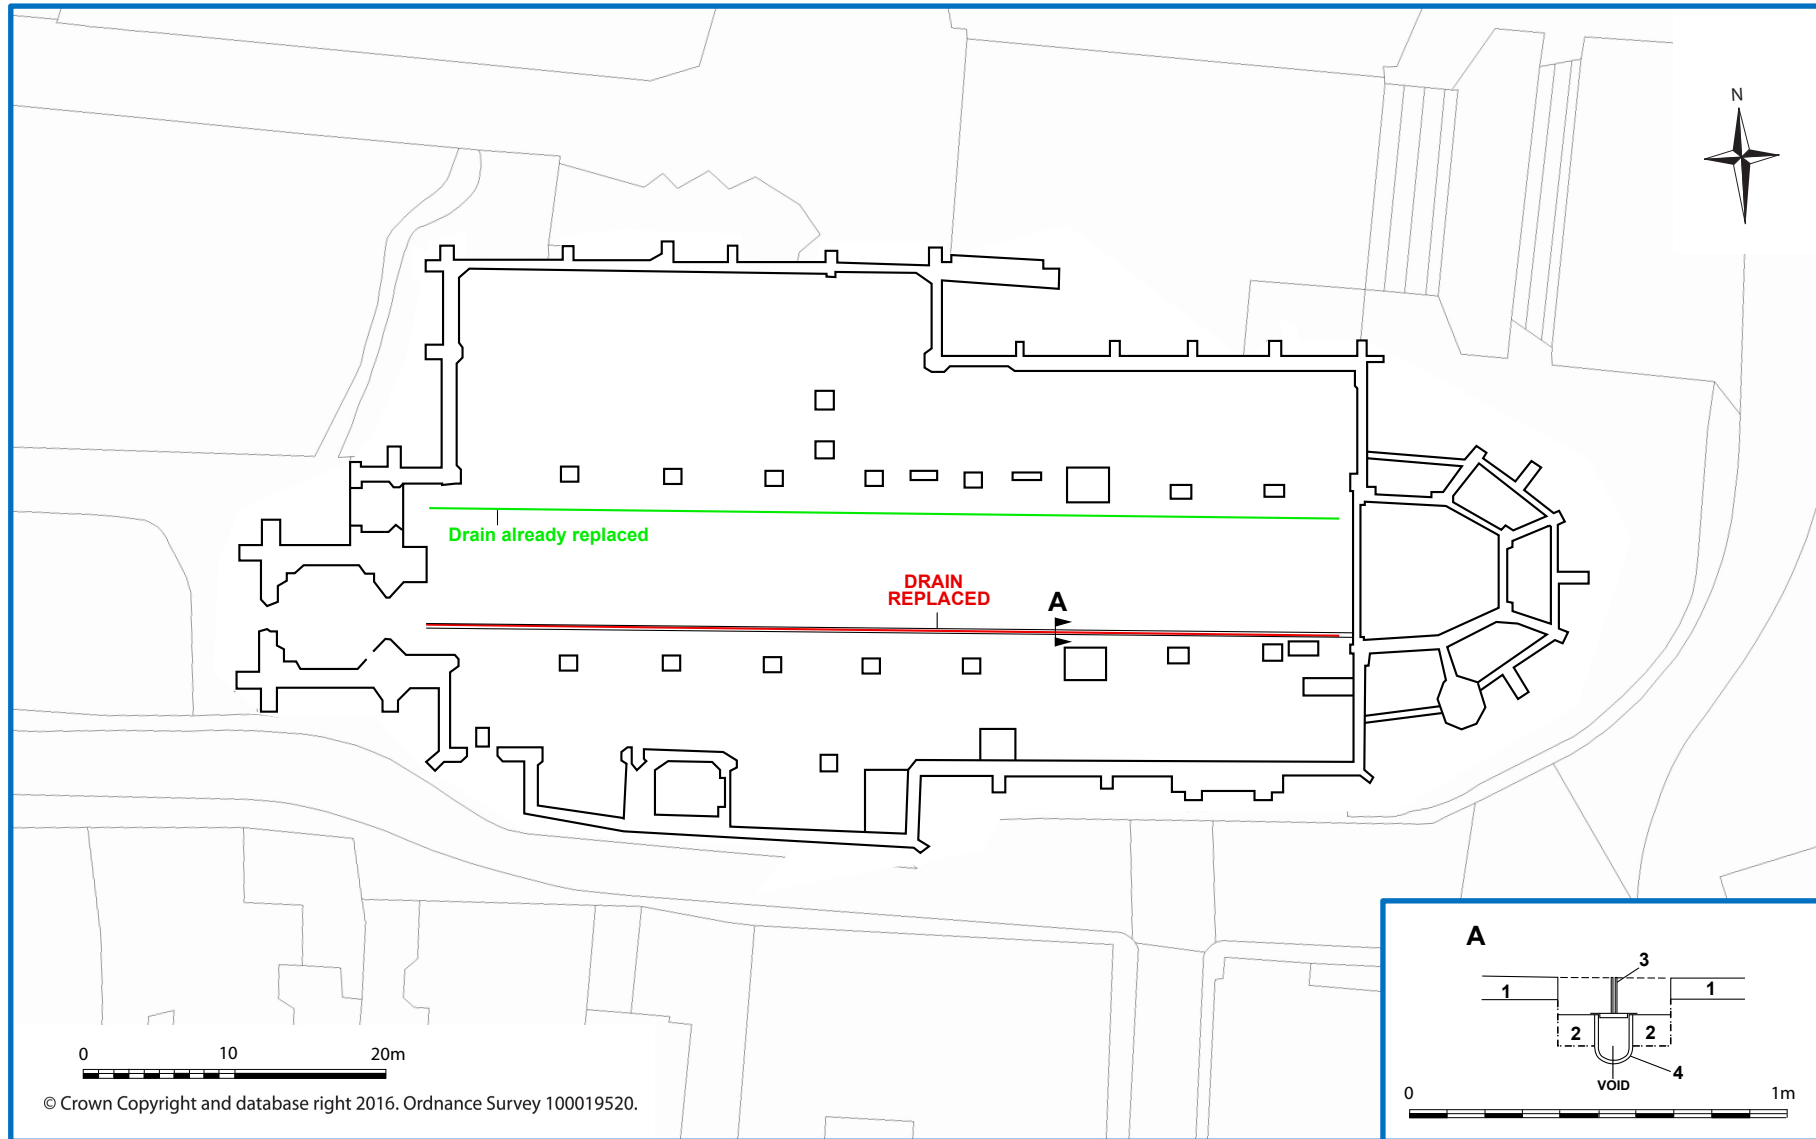 N
Drain already replaced
DRAIN
REPLACED
A
A
3
1
1
2
2
4
VOID
0
1m
0
10
20m
© Crown Copyright and database right 2016. Ordnance Survey 100019520.